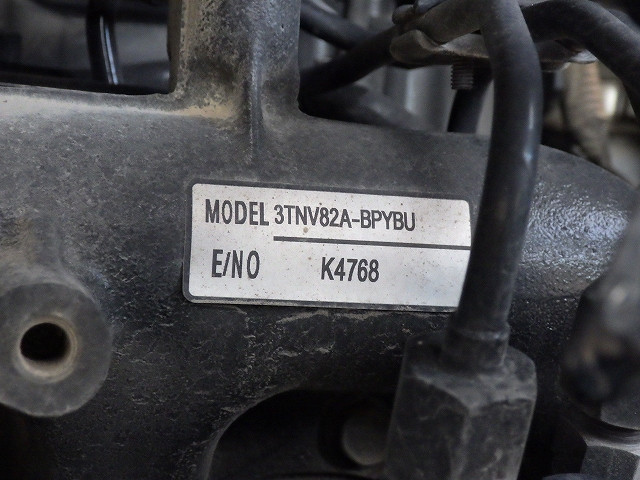 MODEL 3TNV82A-BPYBU
E/NO K4768